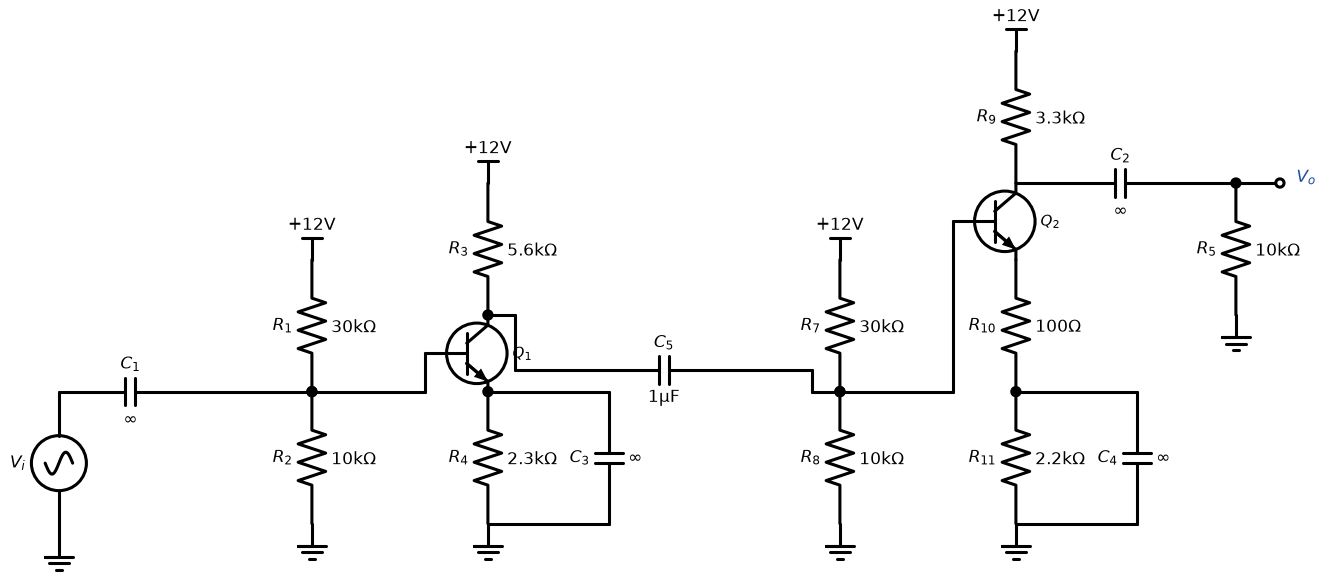 +12V
R₉ 3.3kΩ
+12V
C₂
∞
Vₒ
+12V
+12V
Q₂
R₃ 5.6kΩ
R₅ 10kΩ
R₁ 30kΩ
R₇ 30kΩ
R₁₀ 100Ω
Q₁
C₅
1µF
C₁
∞
Vᵢ
R₂ 10kΩ
R₄ 2.3kΩ
C₃ ∞
R₈ 10kΩ
R₁₁ 2.2kΩ
C₄ ∞